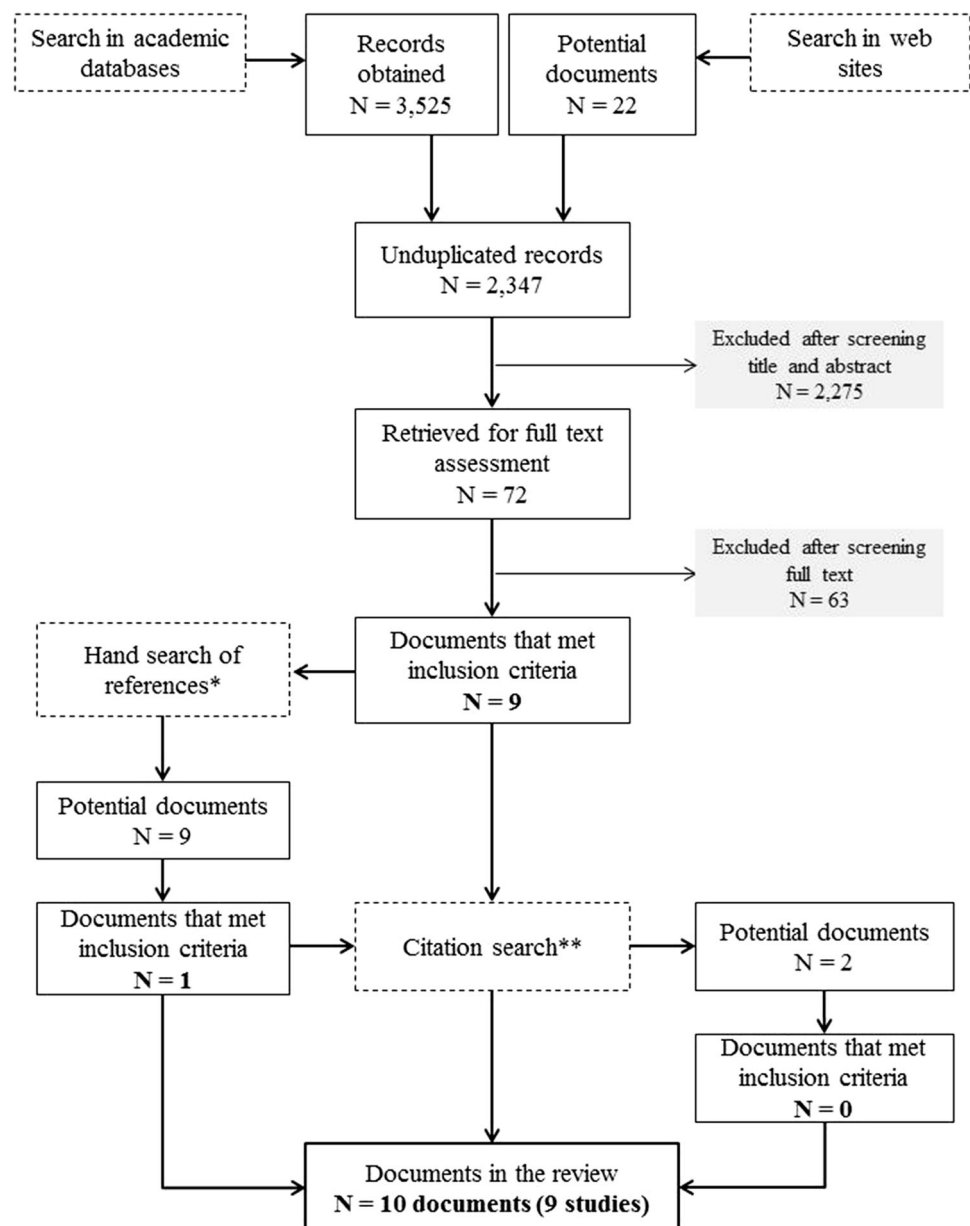 Search in academic
databases
Records
obtained
N = 3,525
Potential
documents
N = 22
Search in web
sites
Unduplicated records
N = 2,347
Excluded after screening
title and abstract
N = 2,275
Retrieved for full text
assessment
N = 72
Excluded after screening
full text
N = 63
Documents that met
inclusion criteria
N = 9
Hand search of
references*
Potential documents
N = 9
Documents that met
inclusion criteria
N = 1
Citation search**
Potential documents
N = 2
Documents that met
inclusion criteria
N = 0
Documents in the review
N = 10 documents (9 studies)